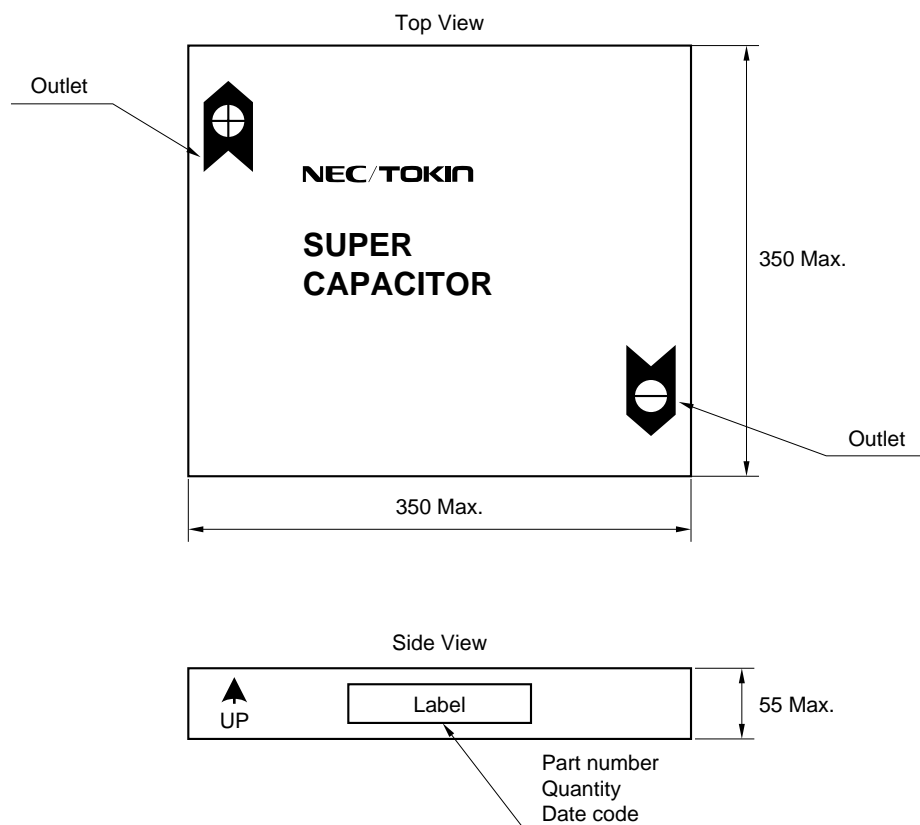 Top View
Outlet
NEC/TOKIN
SUPER
CAPACITOR
350 Max.
Outlet
350 Max.
Side View
UP
Label
55 Max.
Part number
Quantity
Date code